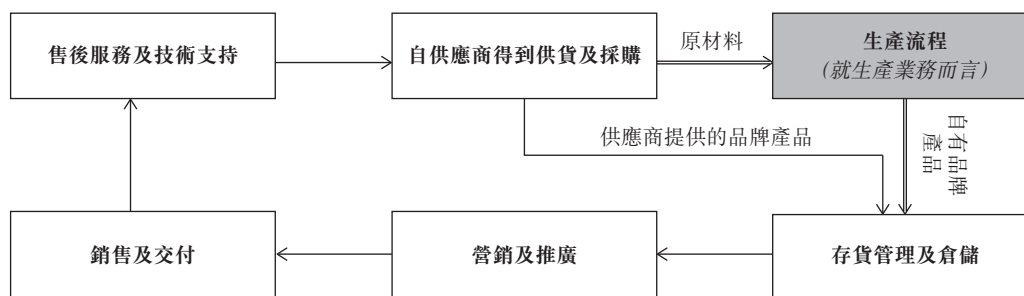 售後服務及技術支持
自供應商得到供貨及採購
原材料
生產流程
(就生產業務而言)
供應商提供的品牌產品
自有品牌
產品
銷售及交付
營銷及推廣
存貨管理及倉儲